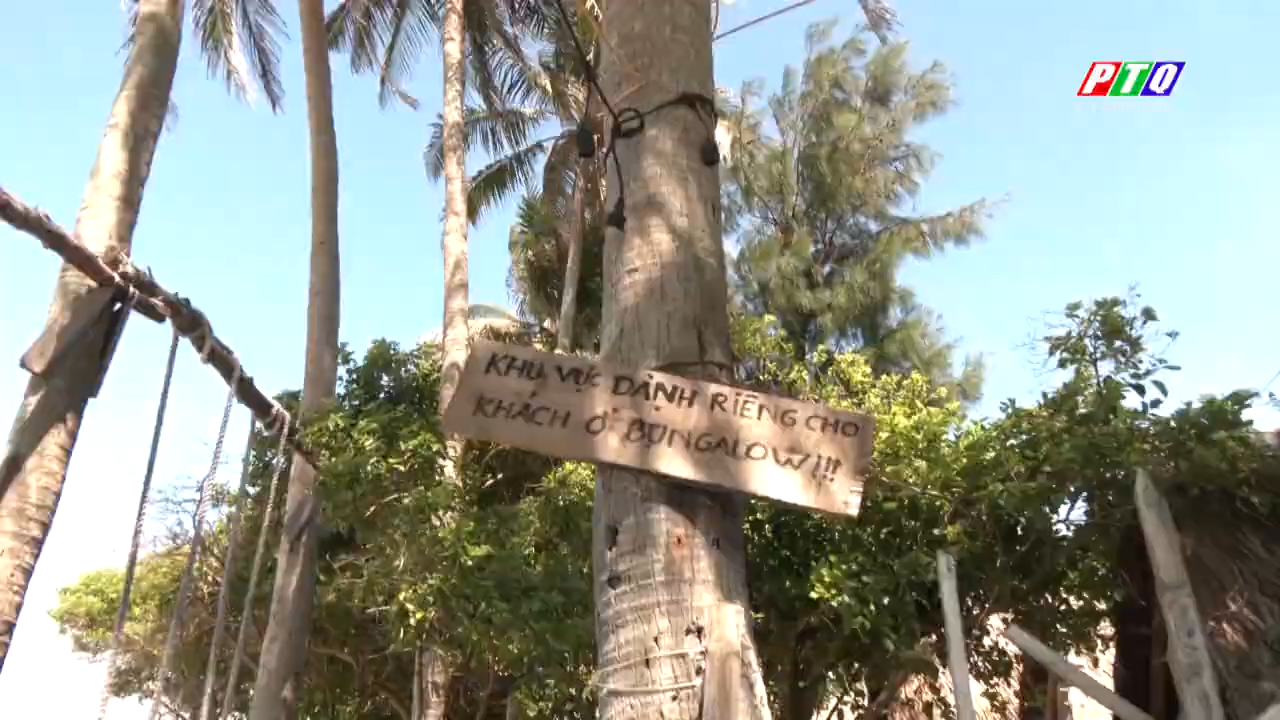 PTQ
KHU VỰC DÀNH RIÊNG CHO
KHÁCH Ở BUNGALOW!!!